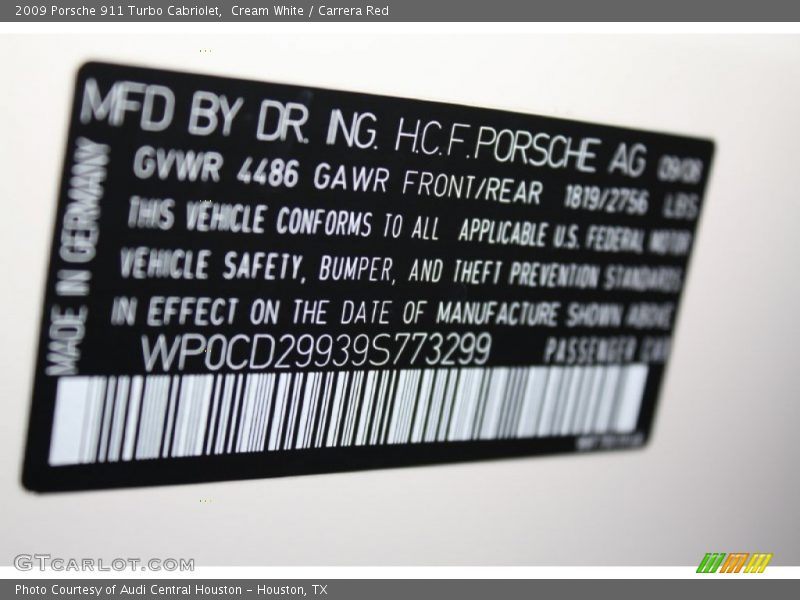 2009 Porsche 911 Turbo Cabriolet,  Cream White / Carrera Red
MFD BY DR. ING. H.C.F.PORSCHE AG 09/08
GVWR 4486 GAWR FRONT/REAR 1819/2756 LBS
THIS VEHICLE CONFORMS TO ALL APPLICABLE U.S. FEDERAL MOTOR
VEHICLE SAFETY, BUMPER, AND THEFT PREVENTION STANDARDS
IN EFFECT ON THE DATE OF MANUFACTURE SHOWN ABOVE
WP0CD29939S773299 PASSENGER CAR
MADE IN GERMANY
GTCARLOT.COM
Photo Courtesy of Audi Central Houston - Houston, TX